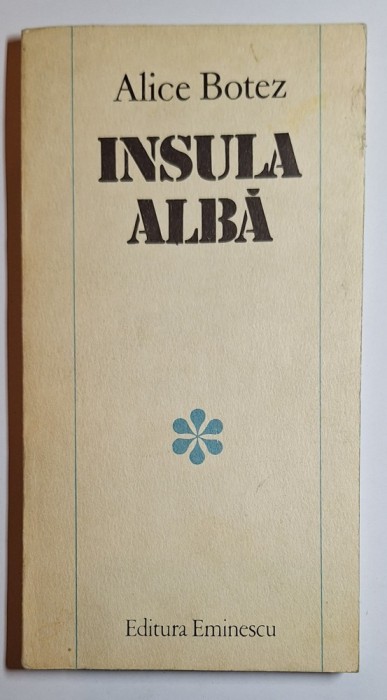 Alice Botez
INSULA
ALBĂ
Editura Eminescu